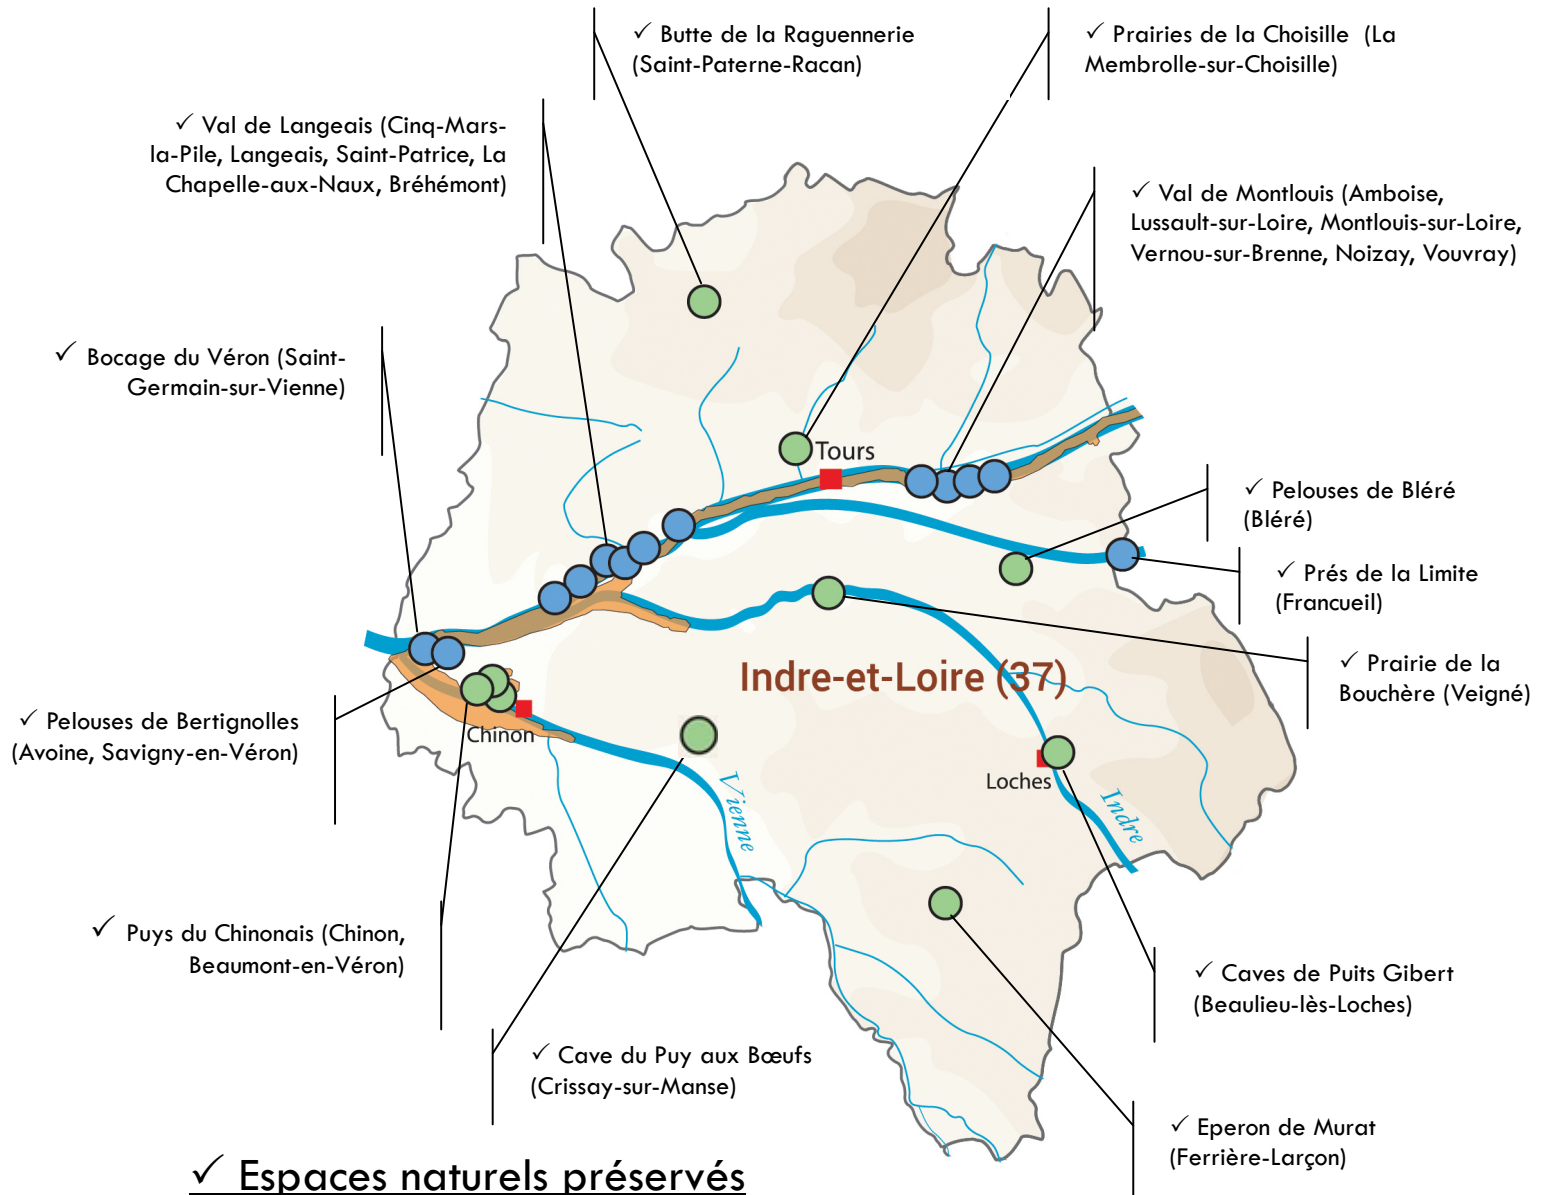 ✓ Butte de la Raguennerie
(Saint-Paterne-Racan)
✓ Prairies de la Choisille (La
Membrolle-sur-Choisille)
✓ Val de Langeais (Cinq-Mars-
la-Pile, Langeais, Saint-Patrice, La
Chapelle-aux-Naux, Bréhémont)
✓ Val de Montlouis (Amboise,
Lussault-sur-Loire, Montlouis-sur-Loire,
Vernou-sur-Brenne, Noizay, Vouvray)
✓ Bocage du Véron (Saint-
Germain-sur-Vienne)
Tours
✓ Pelouses de Bléré
(Bléré)
✓ Prés de la Limite
(Francueil)
✓ Prairie de la
Bouchère (Veigné)
Indre-et-Loire (37)
✓ Pelouses de Bertignolles
(Avoine, Savigny-en-Véron)
Chinon
Vienne
Loches
Indre
✓ Puys du Chinonais (Chinon,
Beaumont-en-Véron)
✓ Caves de Puits Gibert
(Beaulieu-lès-Loches)
✓ Cave du Puy aux Bœufs
(Crissay-sur-Manse)
✓ Eperon de Murat
(Ferrière-Larçon)
✓ Espaces naturels préservés